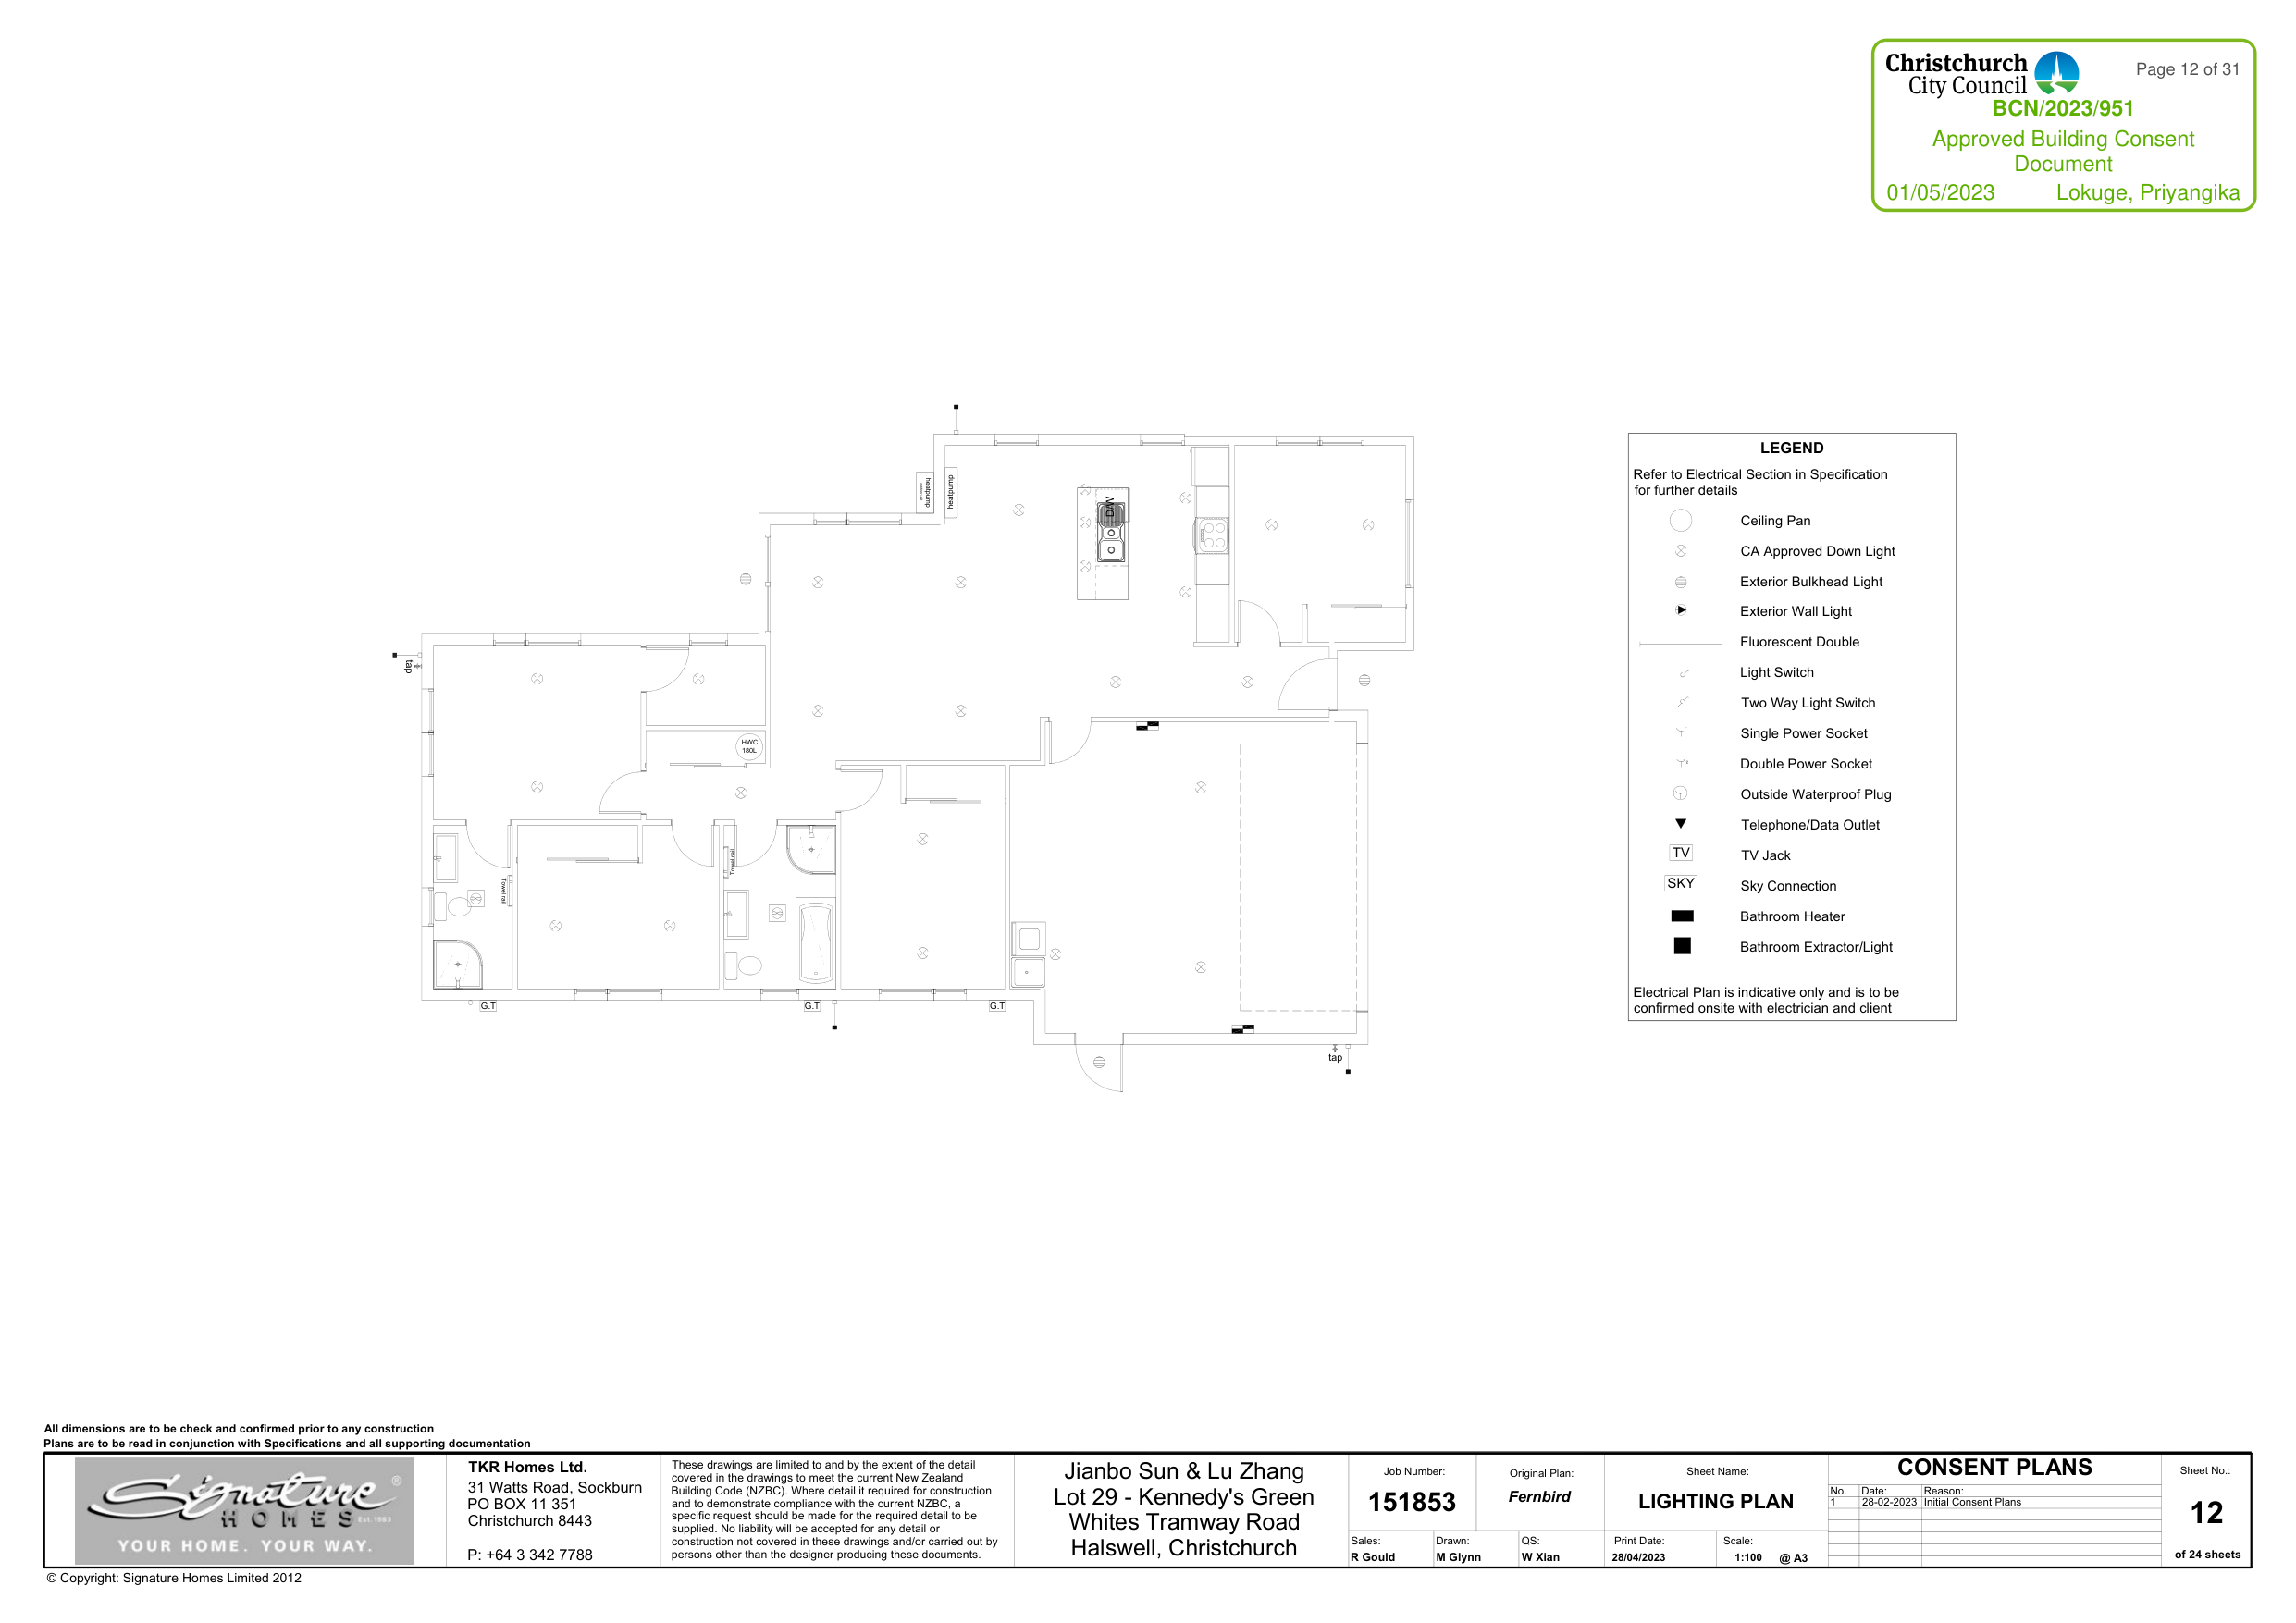 Christchurch
City Council
Page 12 of 31
BCN/2023/951
Approved Building Consent
Document
01/05/2023 Lokuge, Priyangika
heatpump
heatpump
D/W
tap
HWC
180L
Towel rail
Towel rail
G.T
G.T
G.T
tap
LEGEND
Refer to Electrical Section in Specification
for further details
Ceiling Pan
CA Approved Down Light
Exterior Bulkhead Light
Exterior Wall Light
Fluorescent Double
Light Switch
Two Way Light Switch
Single Power Socket
Double Power Socket
Outside Waterproof Plug
Telephone/Data Outlet
TV TV Jack
SKY Sky Connection
Bathroom Heater
Bathroom Extractor/Light
Electrical Plan is indicative only and is to be
confirmed onsite with electrician and client
All dimensions are to be check and confirmed prior to any construction
Plans are to be read in conjunction with Specifications and all supporting documentation
Signature ®
HOMES Est. 1983
YOUR HOME. YOUR WAY.
TKR Homes Ltd.
31 Watts Road, Sockburn
PO BOX 11 351
Christchurch 8443
P: +64 3 342 7788
These drawings are limited to and by the extent of the detail
covered in the drawings to meet the current New Zealand
Building Code (NZBC). Where detail it required for construction
and to demonstrate compliance with the current NZBC, a
specific request should be made for the required detail to be
supplied. No liability will be accepted for any detail or
construction not covered in these drawings and/or carried out by
persons other than the designer producing these documents.
Jianbo Sun & Lu Zhang
Lot 29 - Kennedy's Green
Whites Tramway Road
Halswell, Christchurch
Job Number:
151853
Original Plan:
Fernbird
Sales:
R Gould
Drawn:
M Glynn
QS:
W Xian
Sheet Name:
LIGHTING PLAN
Print Date:
28/04/2023
Scale:
1:100 @ A3
CONSENT PLANS
No. Date: Reason:
1 28-02-2023 Initial Consent Plans
Sheet No.:
12
of 24 sheets
© Copyright: Signature Homes Limited 2012